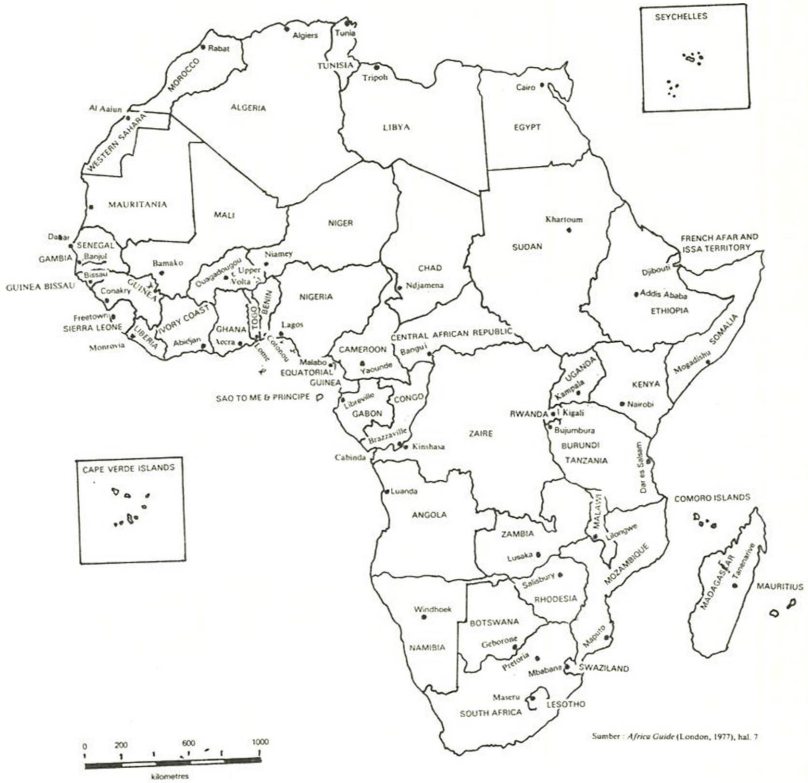 SEYCHELLES
Algiers
Tunia
Rabat
TUNISIA
Tripoli
MOROCCO
Cairo
Al Aaiun
ALGERIA
LIBYA
EGYPT
WESTERN SAHARA
MAURITANIA
MALI
NIGER
Khartoum
Dakar
SENEGAL
CHAD
SUDAN
FRENCH AFAR AND
ISSA TERRITORY
GAMBIA
Banjul
Bamako
Ouagadougou
Niamey
Upper
Volta
Djibouti
GUINEA BISSAU
Bissau
GUINEA
Conakry
NIGERIA
Ndjamena
Addis Ababa
ETHIOPIA
Freetown
SIERRA LEONE
IVORY COAST
GHANA
TOGO
BENIN
Lagos
SOMALIA
Monrovia
LIBERIA
Abidjan
Accra
Lome
Cotonou
CAMEROON
CENTRAL AFRICAN REPUBLIC
Bangui
Malabo
Yaounde
EQUATORIAL
GUINEA
UGANDA
Kampala
KENYA
Mogadishu
SAO TO ME & PRINCIPE
Libreville
CONGO
GABON
RWANDA
Kigali
Nairobi
Bujumbura
ZAIRE
Brazzaville
Kinshasa
BURUNDI
TANZANIA
Cabinda
Dar es Salsam
CAPE VERDE ISLANDS
Luanda
ANGOLA
MALAWI
COMORO ISLANDS
ZAMBIA
Lilongwe
Lusaka
MOZAMBIQUE
Salisbury
RHODESIA
MADAGASKAR
Tananarive
MAURITIUS
Windhoek
BOTSWANA
NAMIBIA
Geborone
Pretoria
Maputo
Mbabane
SWAZILAND
Maseru
LESOTHO
SOUTH AFRICA
Sumber : Africa Guide (London, 1977), hal. 7
0 200 400 600 1000
kilometres